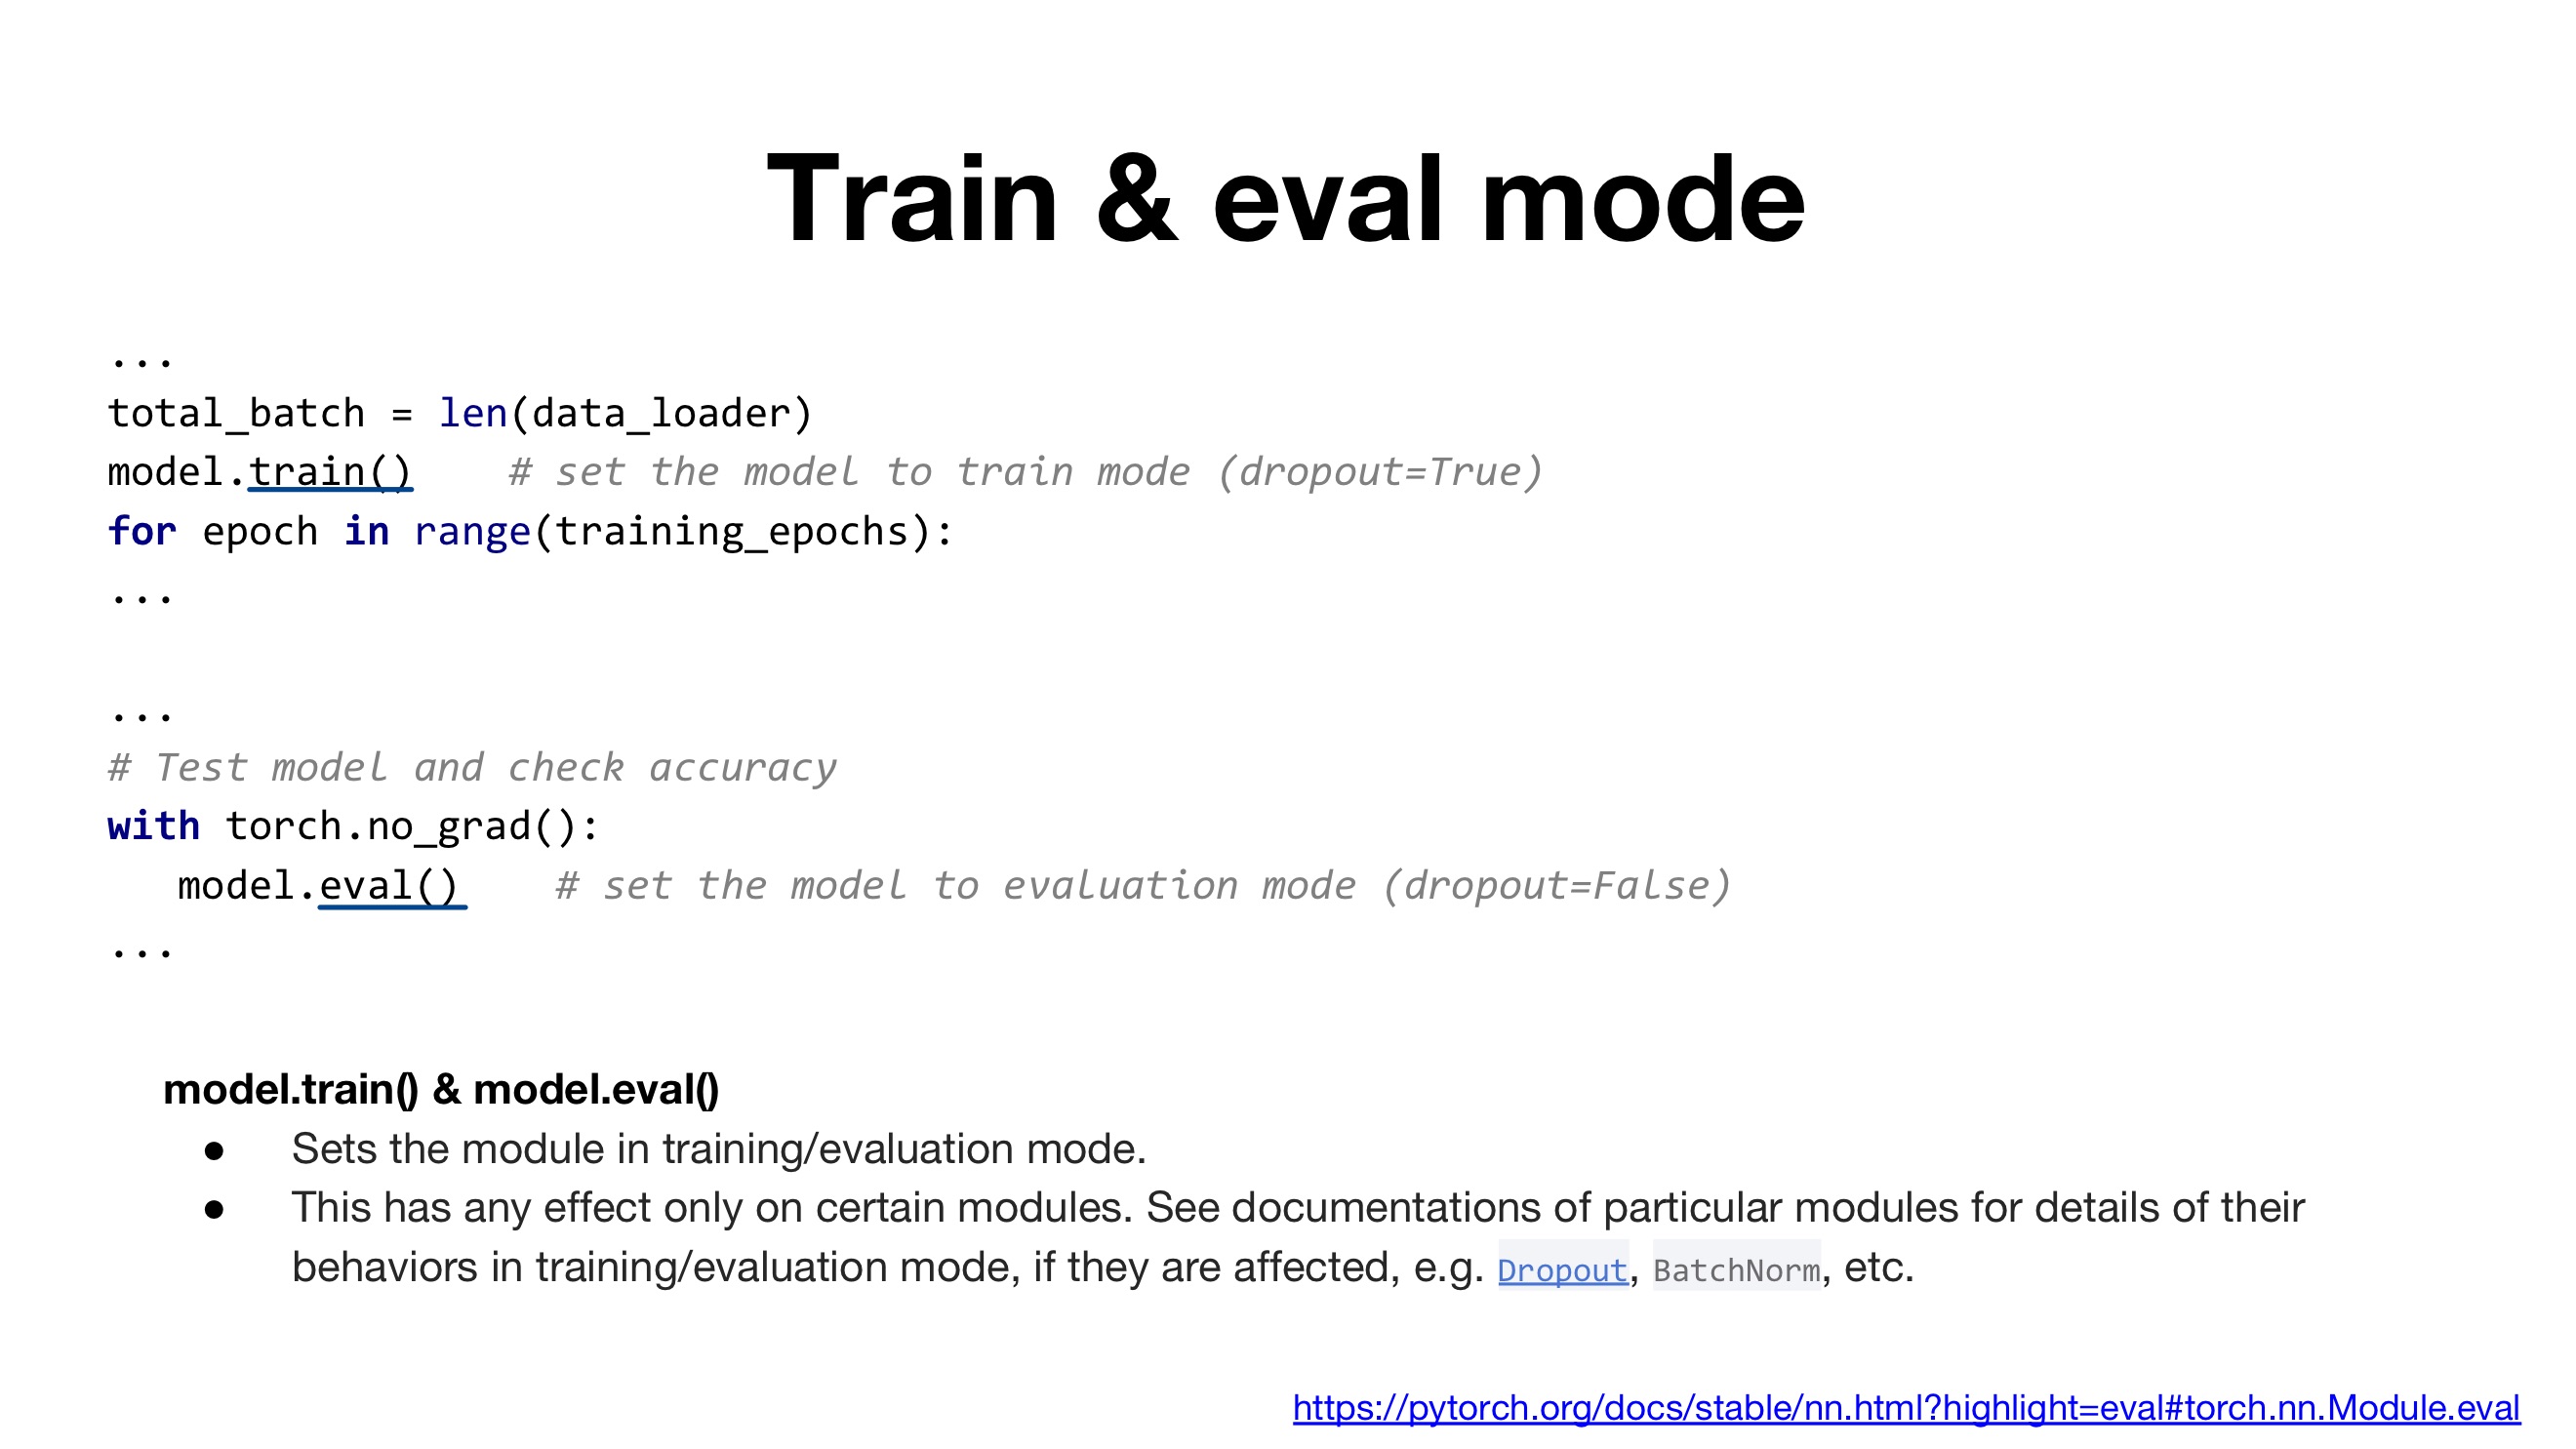 Train & eval mode
...
total_batch = len(data_loader)
model.train()    # set the model to train mode (dropout=True)
for epoch in range(training_epochs):
...
...
# Test model and check accuracy
with torch.no_grad():
   model.eval()    # set the model to evaluation mode (dropout=False)
...
model.train() & model.eval()
● Sets the module in training/evaluation mode.
● This has any effect only on certain modules. See documentations of particular modules for details of their
behaviors in training/evaluation mode, if they are affected, e.g. Dropout, BatchNorm, etc.
https://pytorch.org/docs/stable/nn.html?highlight=eval#torch.nn.Module.eval